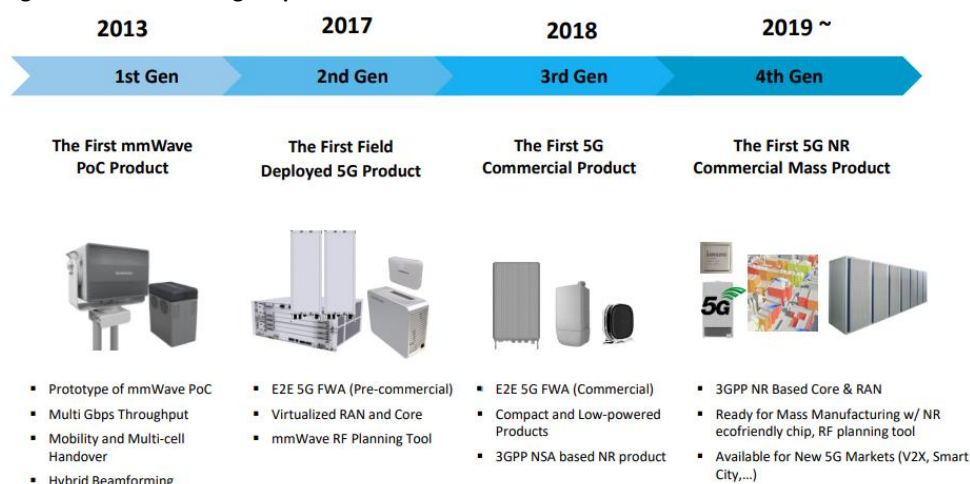 2013
2017
2018
2019 ~
1st Gen
2nd Gen
3rd Gen
4th Gen
The First mmWave
PoC Product
The First Field
Deployed 5G Product
The First 5G
Commercial Product
The First 5G NR
Commercial Mass Product
5G
▪ Prototype of mmWave PoC
▪ Multi Gbps Throughput
▪ Mobility and Multi-cell
Handover
▪ Hybrid Beamforming
▪ E2E 5G FWA (Pre-commercial)
▪ Virtualized RAN and Core
▪ mmWave RF Planning Tool
▪ E2E 5G FWA (Commercial)
▪ Compact and Low-powered
Products
▪ 3GPP NSA based NR product
▪ 3GPP NR Based Core & RAN
▪ Ready for Mass Manufacturing w/ NR
ecofriendly chip, RF planning tool
▪ Available for New 5G Markets (V2X, Smart
City,...)